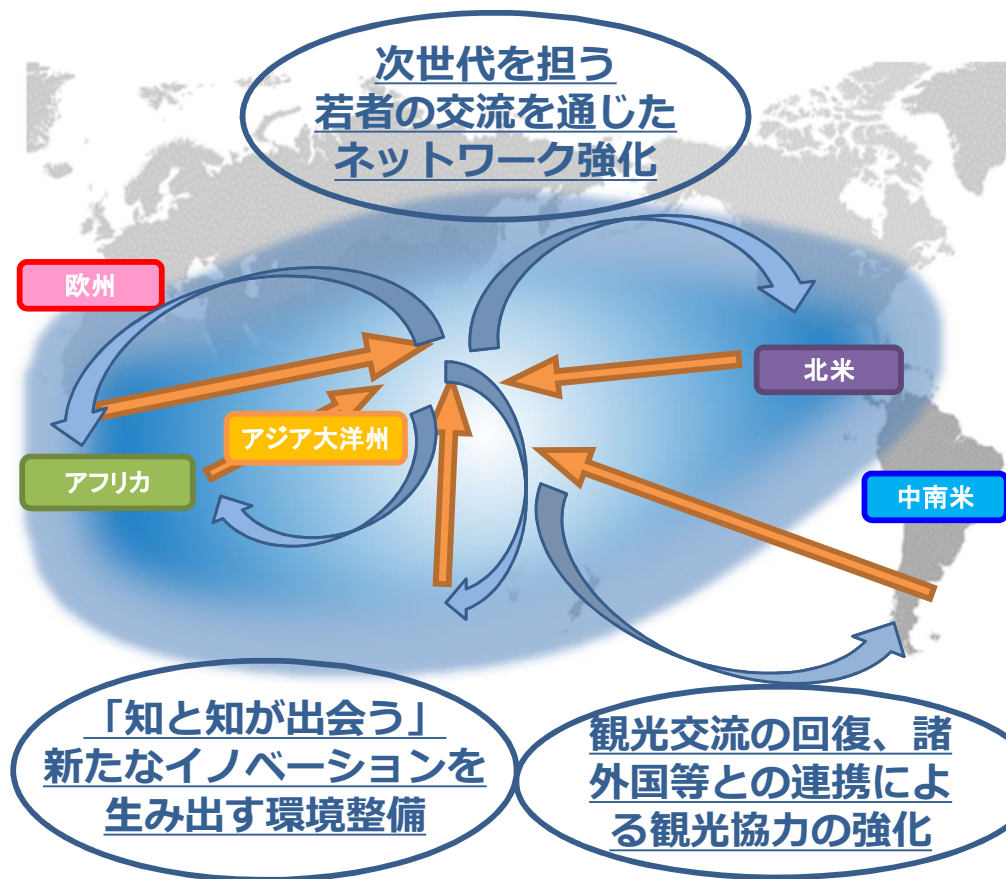 次世代を担う
若者の交流を通じた
ネットワーク強化
欧州
北米
アジア大洋州
アフリカ
中南米
「知と知が出会う」
新たなイノベーションを
生み出す環境整備
観光交流の回復、諸
外国等との連携によ
る観光協力の強化